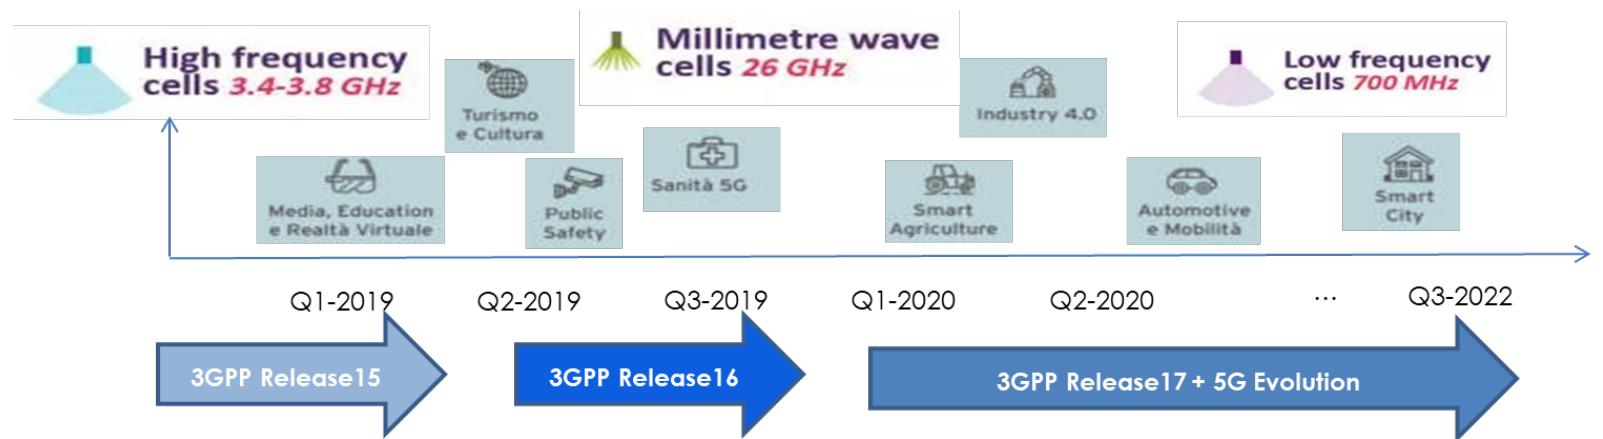 High frequency
cells 3.4-3.8 GHz
Millimetre wave
cells 26 GHz
Low frequency
cells 700 MHz
Turismo
e Cultura
Industry 4.0
Media, Education
e Realtà Virtuale
Public
Safety
Sanità 5G
Smart
Agriculture
Automotive
e Mobilità
Smart
City
Q1-2019
Q2-2019
Q3-2019
Q1-2020
Q2-2020
...
Q3-2022
3GPP Release15
3GPP Release16
3GPP Release17 + 5G Evolution